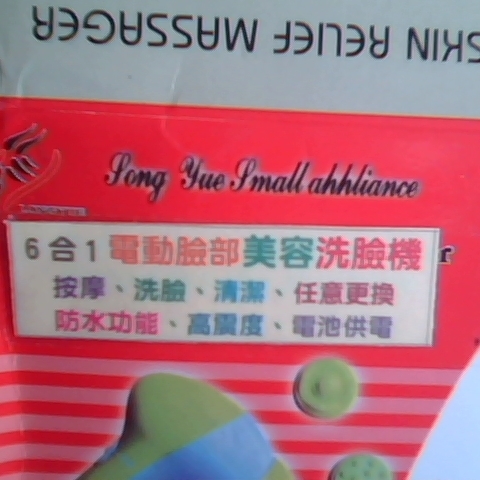 SKIN RELIEF MASSAGER
Song Yue Small ahhliance
LONGYUE
6合1電動臉部美容洗臉機
按摩、洗臉、清潔、任意更換
防水功能、高震度、電池供電